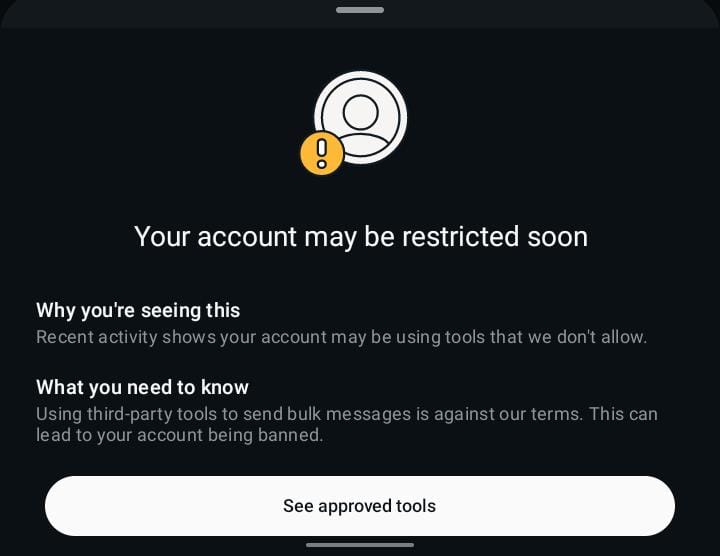 Your account may be restricted soon
Why you're seeing this
Recent activity shows your account may be using tools that we don't allow.
What you need to know
Using third-party tools to send bulk messages is against our terms. This can
lead to your account being banned.
See approved tools